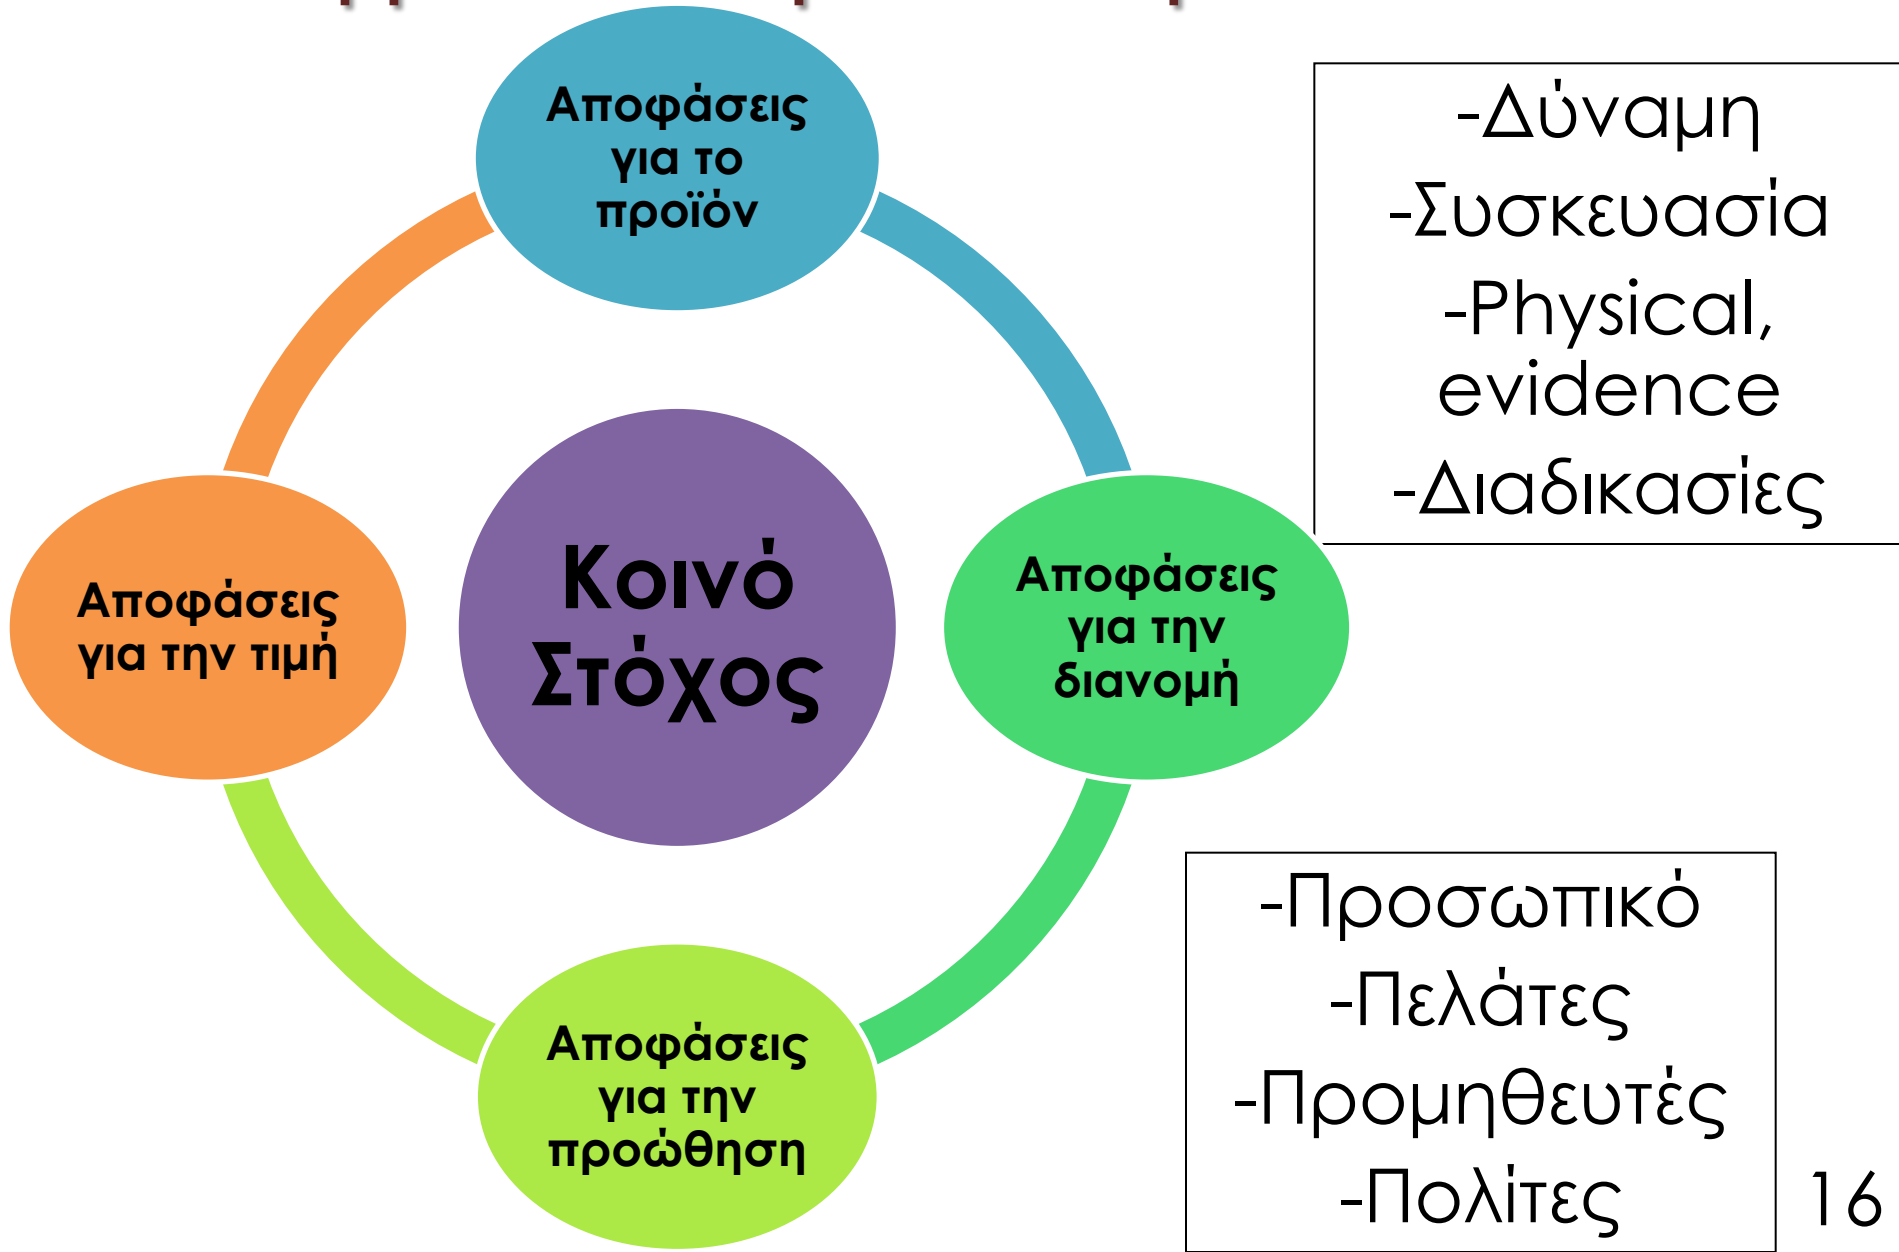 Αποφάσεις
για το
προϊόν
Αποφάσεις
για την τιμή
Κοινό
Στόχος
Αποφάσεις
για την
διανομή
Αποφάσεις
για την
προώθηση
-Δύναμη
-Συσκευασία
-Physical,
evidence
-Διαδικασίες
-Προσωπικό
-Πελάτες
-Προμηθευτές
-Πολίτες
16